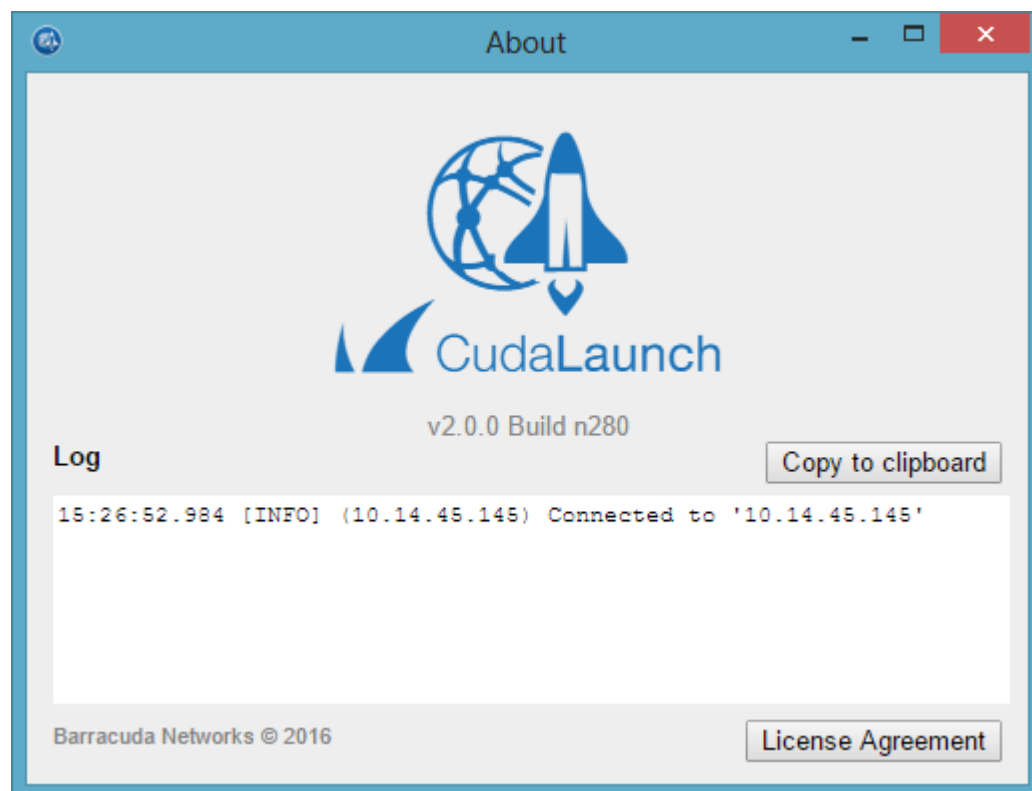 About
CudaLaunch
v2.0.0 Build n280
Log
Copy to clipboard
15:26:52.984 [INFO] (10.14.45.145) Connected to '10.14.45.145'
Barracuda Networks © 2016
License Agreement